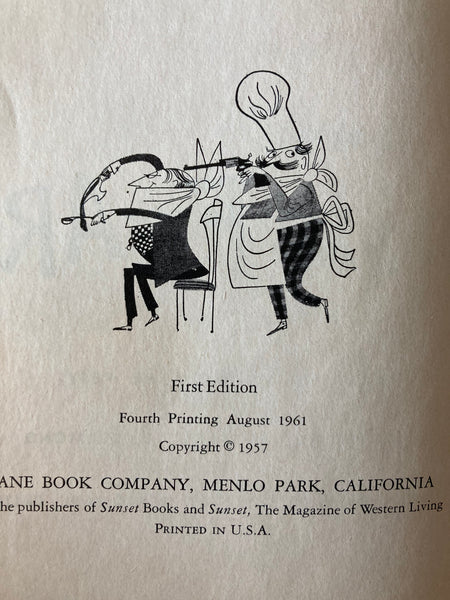 First Edition
Fourth Printing August 1961
Copyright © 1957
ANE BOOK COMPANY, MENLO PARK, CALIFORNIA
he publishers of Sunset Books and Sunset, The Magazine of Western Living
PRINTED IN U.S.A.